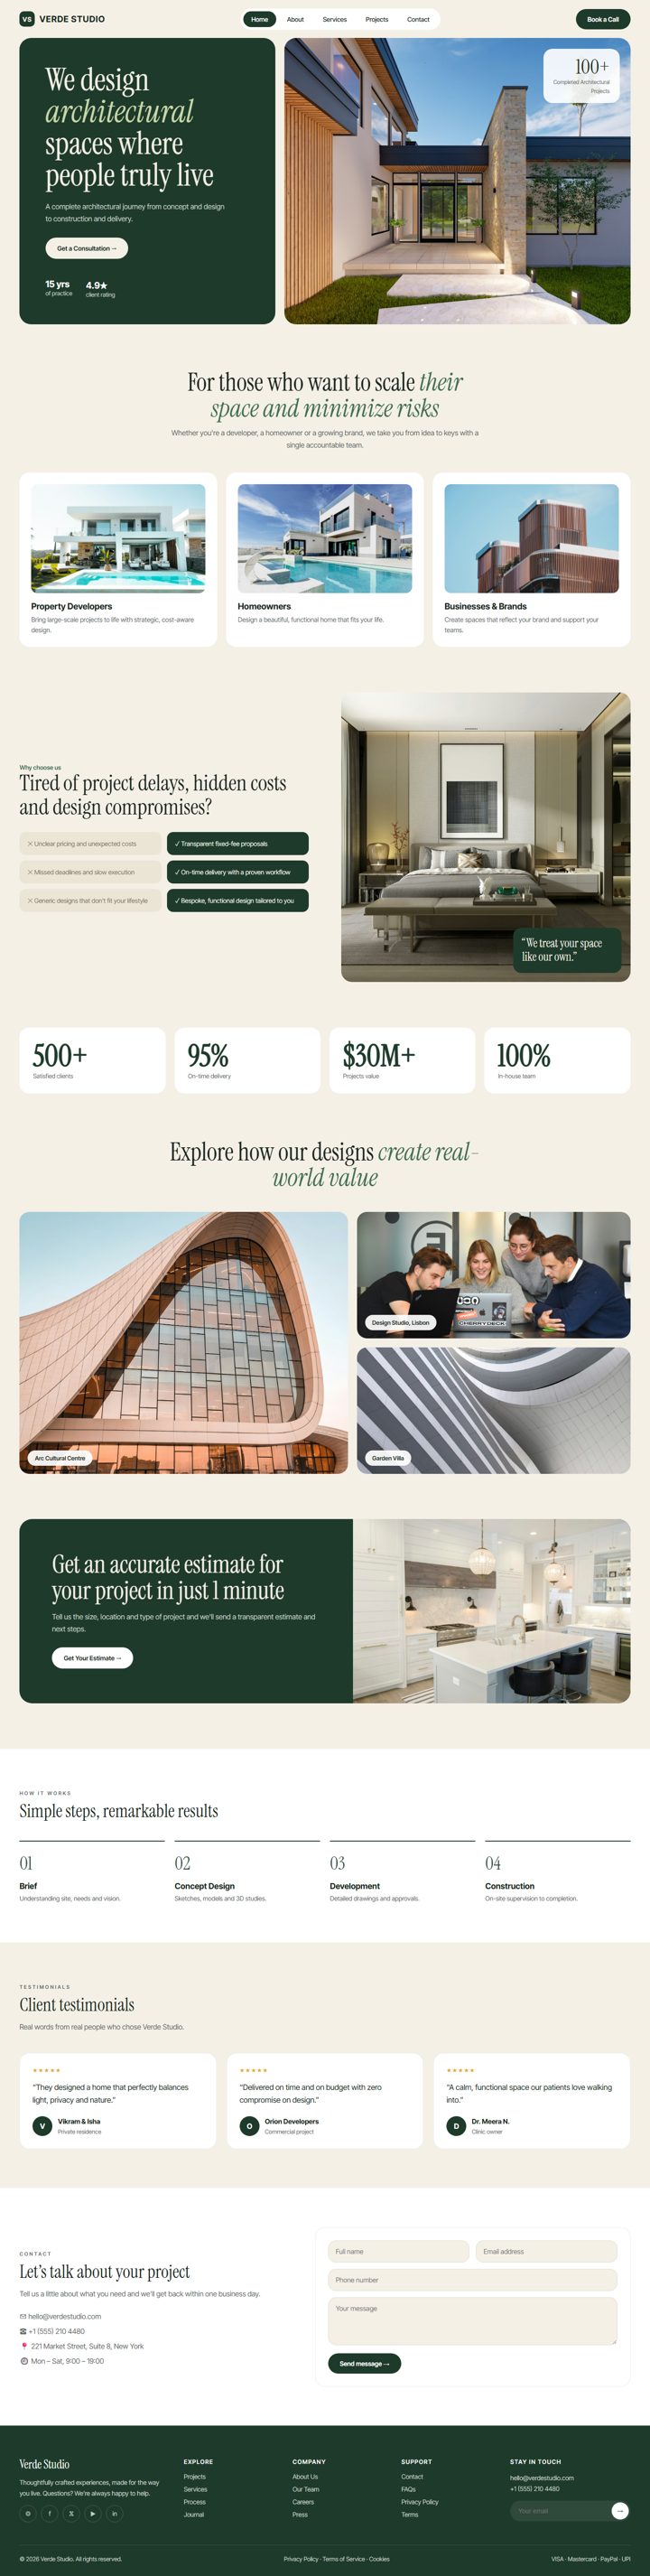 VS VERDE STUDIO
Home About Services Projects Contact
Book a Call
We design
architectural
spaces where
people truly live
A complete architectural journey from concept and design
to construction and delivery.
Get a Consultation →
15 yrs
of practice
4.9★
client rating
100+
Completed Architectural
Projects
For those who want to scale their
space and minimize risks
Whether you're a developer, a homeowner or a growing brand, we take you from idea to keys with a
single accountable team.
Property Developers
Bring large-scale projects to life with strategic, cost-aware
design.
Homeowners
Design a beautiful, functional home that fits your life.
Businesses & Brands
Create spaces that reflect your brand and support your
teams.
Why choose us
Tired of project delays, hidden costs
and design compromises?
✕ Unclear pricing and unexpected costs
✓ Transparent fixed-fee proposals
✕ Missed deadlines and slow execution
✓ On-time delivery with a proven workflow
✕ Generic designs that don't fit your lifestyle
✓ Bespoke, functional design tailored to you
“We treat your space
like our own.”
500+
Satisfied clients
95%
On-time delivery
$30M+
Projects value
100%
in-house team
Explore how our designs create real-
world value
Arc Cultural Centre
CHERRYDECK
Design Studio, Lisbon
Garden Villa
Get an accurate estimate for
your project in just 1 minute
Tell us the size, location and type of project and we'll send a transparent estimate and
next steps.
Get Your Estimate →
HOW IT WORKS
Simple steps, remarkable results
01
Brief
Understanding site, needs and vision.
02
Concept Design
Sketches, models and 3D studies.
03
Development
Detailed drawings and approvals.
04
Construction
On-site supervision to completion.
TESTIMONIALS
Client testimonials
Real words from real people who chose Verde Studio.
★★★★★
“They designed a home that perfectly balances
light, privacy and nature.”
V
Vikram & Isha
Private residence
★★★★★
“Delivered on time and on budget with zero
compromise on design.”
O
Orion Developers
Commercial project
★★★★★
“A calm, functional space our patients love walking
into.”
D
Dr. Meera N.
Clinic owner
CONTACT
Let's talk about your project
Tell us a little about what you need and we'll get back within one business day.
hello@verdestudio.com
+1 (555) 210 4480
221 Market Street, Suite 8, New York
Mon – Sat, 9:00 – 19:00
Full name
Email address
Phone number
Your message
Send message →
Verde Studio
Thoughtfully crafted experiences, made for the way
you live. Questions? We're always happy to help.
f X in
EXPLORE
Projects
Services
Process
Journal
COMPANY
About Us
Our Team
Careers
Press
SUPPORT
Contact
FAQs
Privacy Policy
Terms
STAY IN TOUCH
hello@verdestudio.com
+1 (555) 210 4480
Your email
→
© 2026 Verde Studio. All rights reserved.
Privacy Policy · Terms of Service · Cookies
VISA · Mastercard · PayPal · UPI